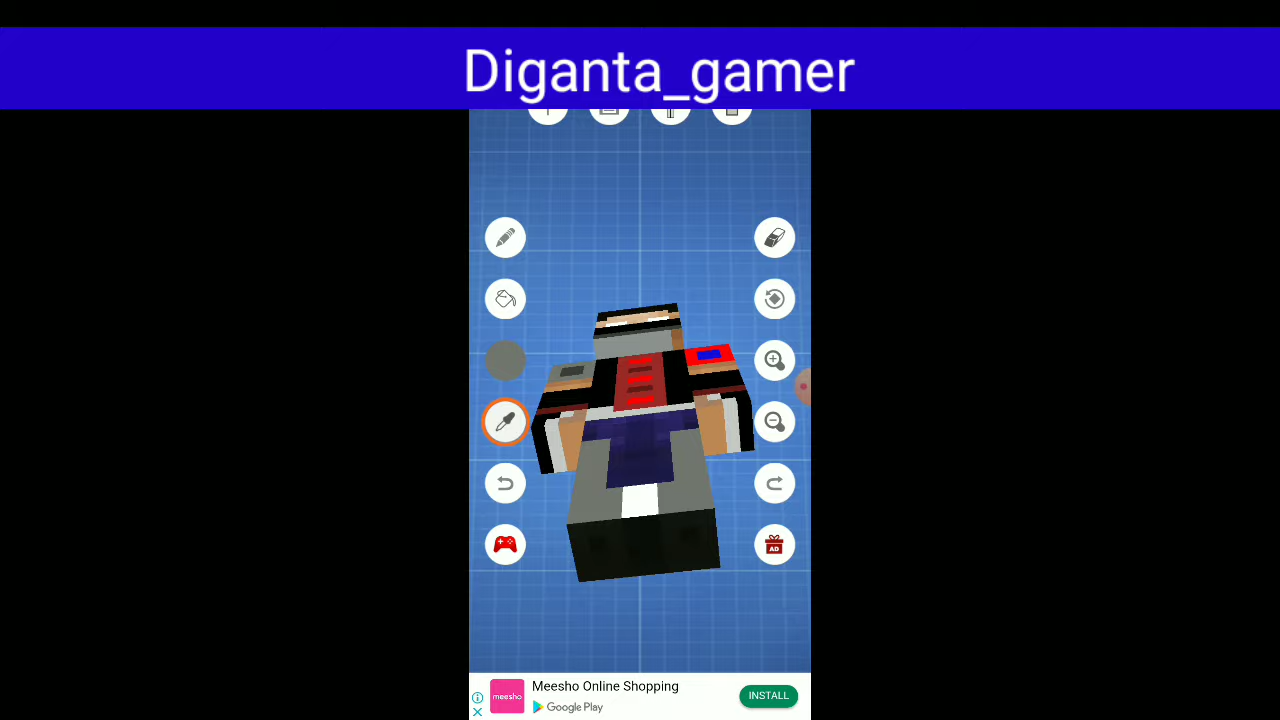 Diganta_gamer
AD
meesho
Meesho Online Shopping
Google Play
INSTALL